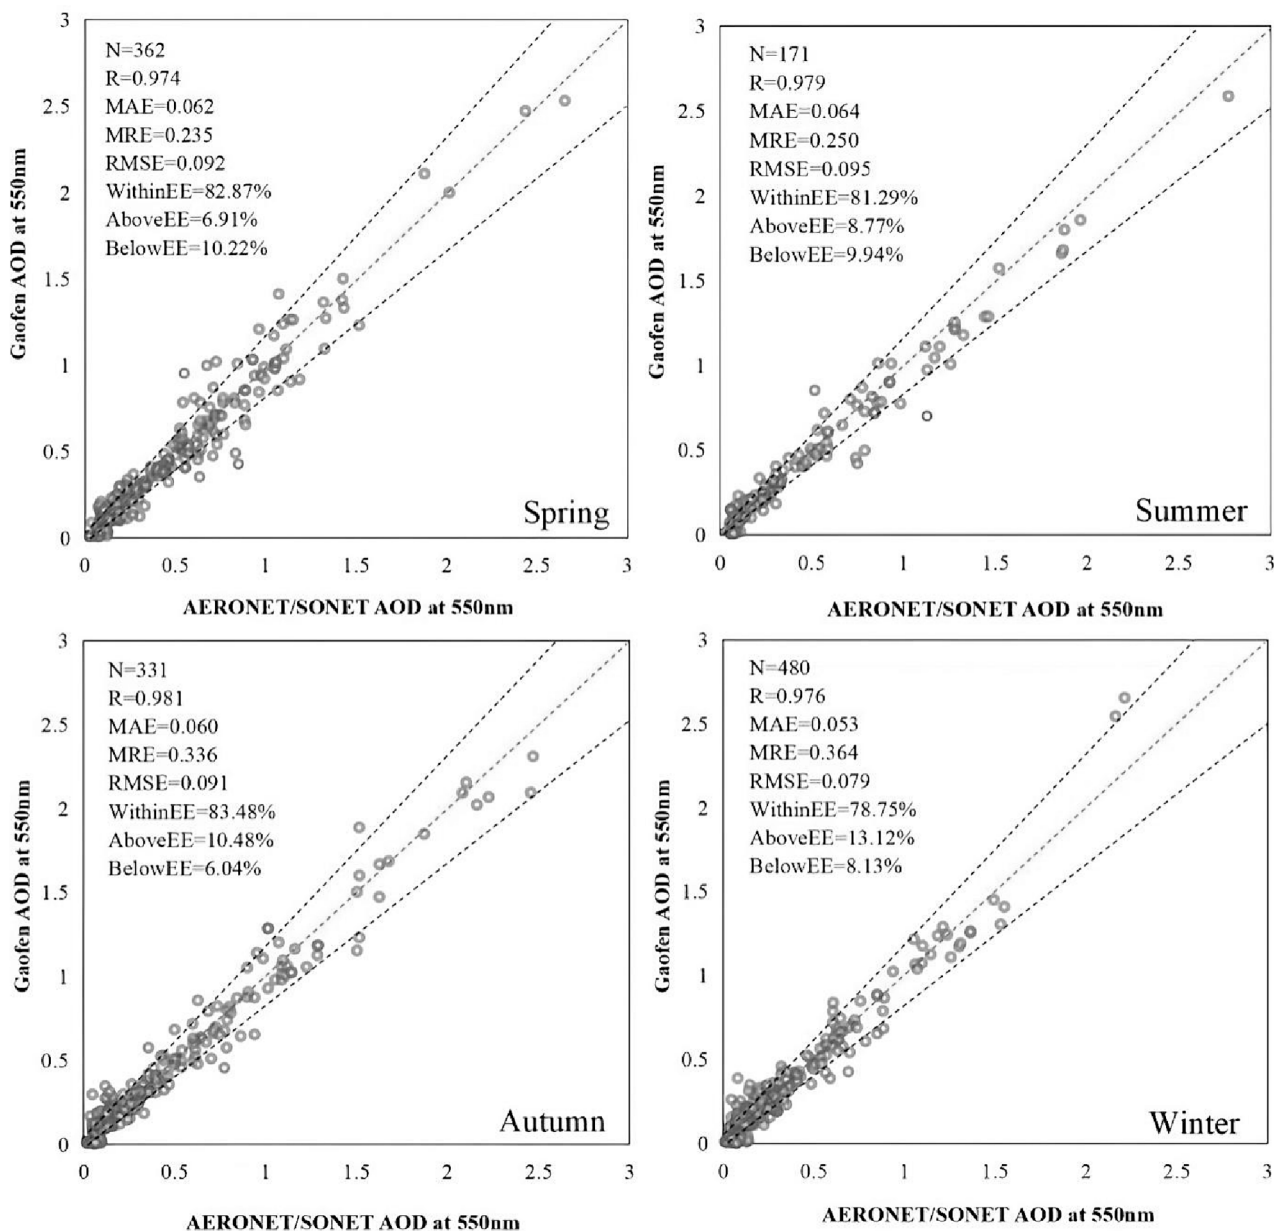 3
2.5
2
1.5
1
0.5
0
Gaofen AOD at 550nm
N=362
R=0.974
MAE=0.062
MRE=0.235
RMSE=0.092
WithinEE=82.87%
AboveEE=6.91%
BelowEE=10.22%
Spring
0 0.5 1 1.5 2 2.5 3
AERONET/SONET AOD at 550nm
3
2.5
2
1.5
1
0.5
0
Gaofen AOD at 550nm
N=171
R=0.979
MAE=0.064
MRE=0.250
RMSE=0.095
WithinEE=81.29%
AboveEE=8.77%
BelowEE=9.94%
Summer
0 0.5 1 1.5 2 2.5 3
AERONET/SONET AOD at 550nm
3
2.5
2
1.5
1
0.5
0
Gaofen AOD at 550nm
N=331
R=0.981
MAE=0.060
MRE=0.336
RMSE=0.091
WithinEE=83.48%
AboveEE=10.48%
BelowEE=6.04%
Autumn
0 0.5 1 1.5 2 2.5 3
AERONET/SONET AOD at 550nm
3
2.5
2
1.5
1
0.5
0
Gaofen AOD at 550nm
N=480
R=0.976
MAE=0.053
MRE=0.364
RMSE=0.079
WithinEE=78.75%
AboveEE=13.12%
BelowEE=8.13%
Winter
0 0.5 1 1.5 2 2.5 3
AERONET/SONET AOD at 550nm